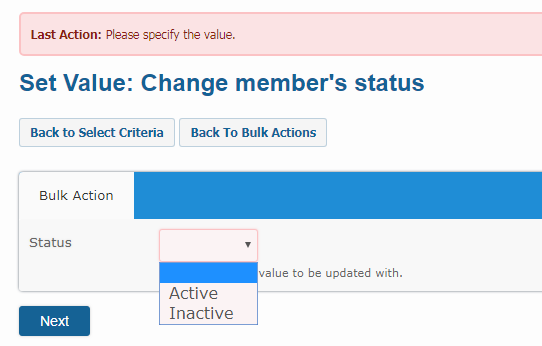 Last Action: Please specify the value.
Set Value: Change member's status
Back to Select Criteria
Back To Bulk Actions
Bulk Action
Status
value to be updated with.
Active
Inactive
Next